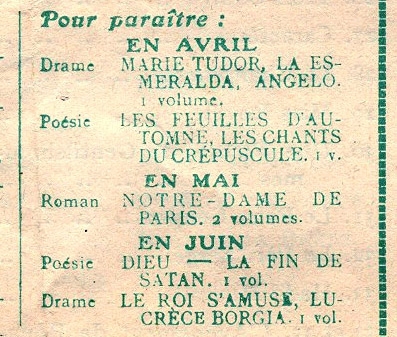 Pour paraître :
EN AVRIL
Drame MARIE TUDOR, LA ES-
MERALDA, ANGELO.
1 volume.
Poésie LES FEUILLES D'AU-
TOMNE, LES CHANTS
DU CRÉPUSCULE. 1 v.
EN MAI
Roman NOTRE-DAME DE
PARIS. 2 volumes.
EN JUIN
Poésie DIEU — LA FIN DE
SATAN. 1 vol.
Drame LE ROI S'AMUSE, LU-
CRÈCE BORGIA. 1 vol.